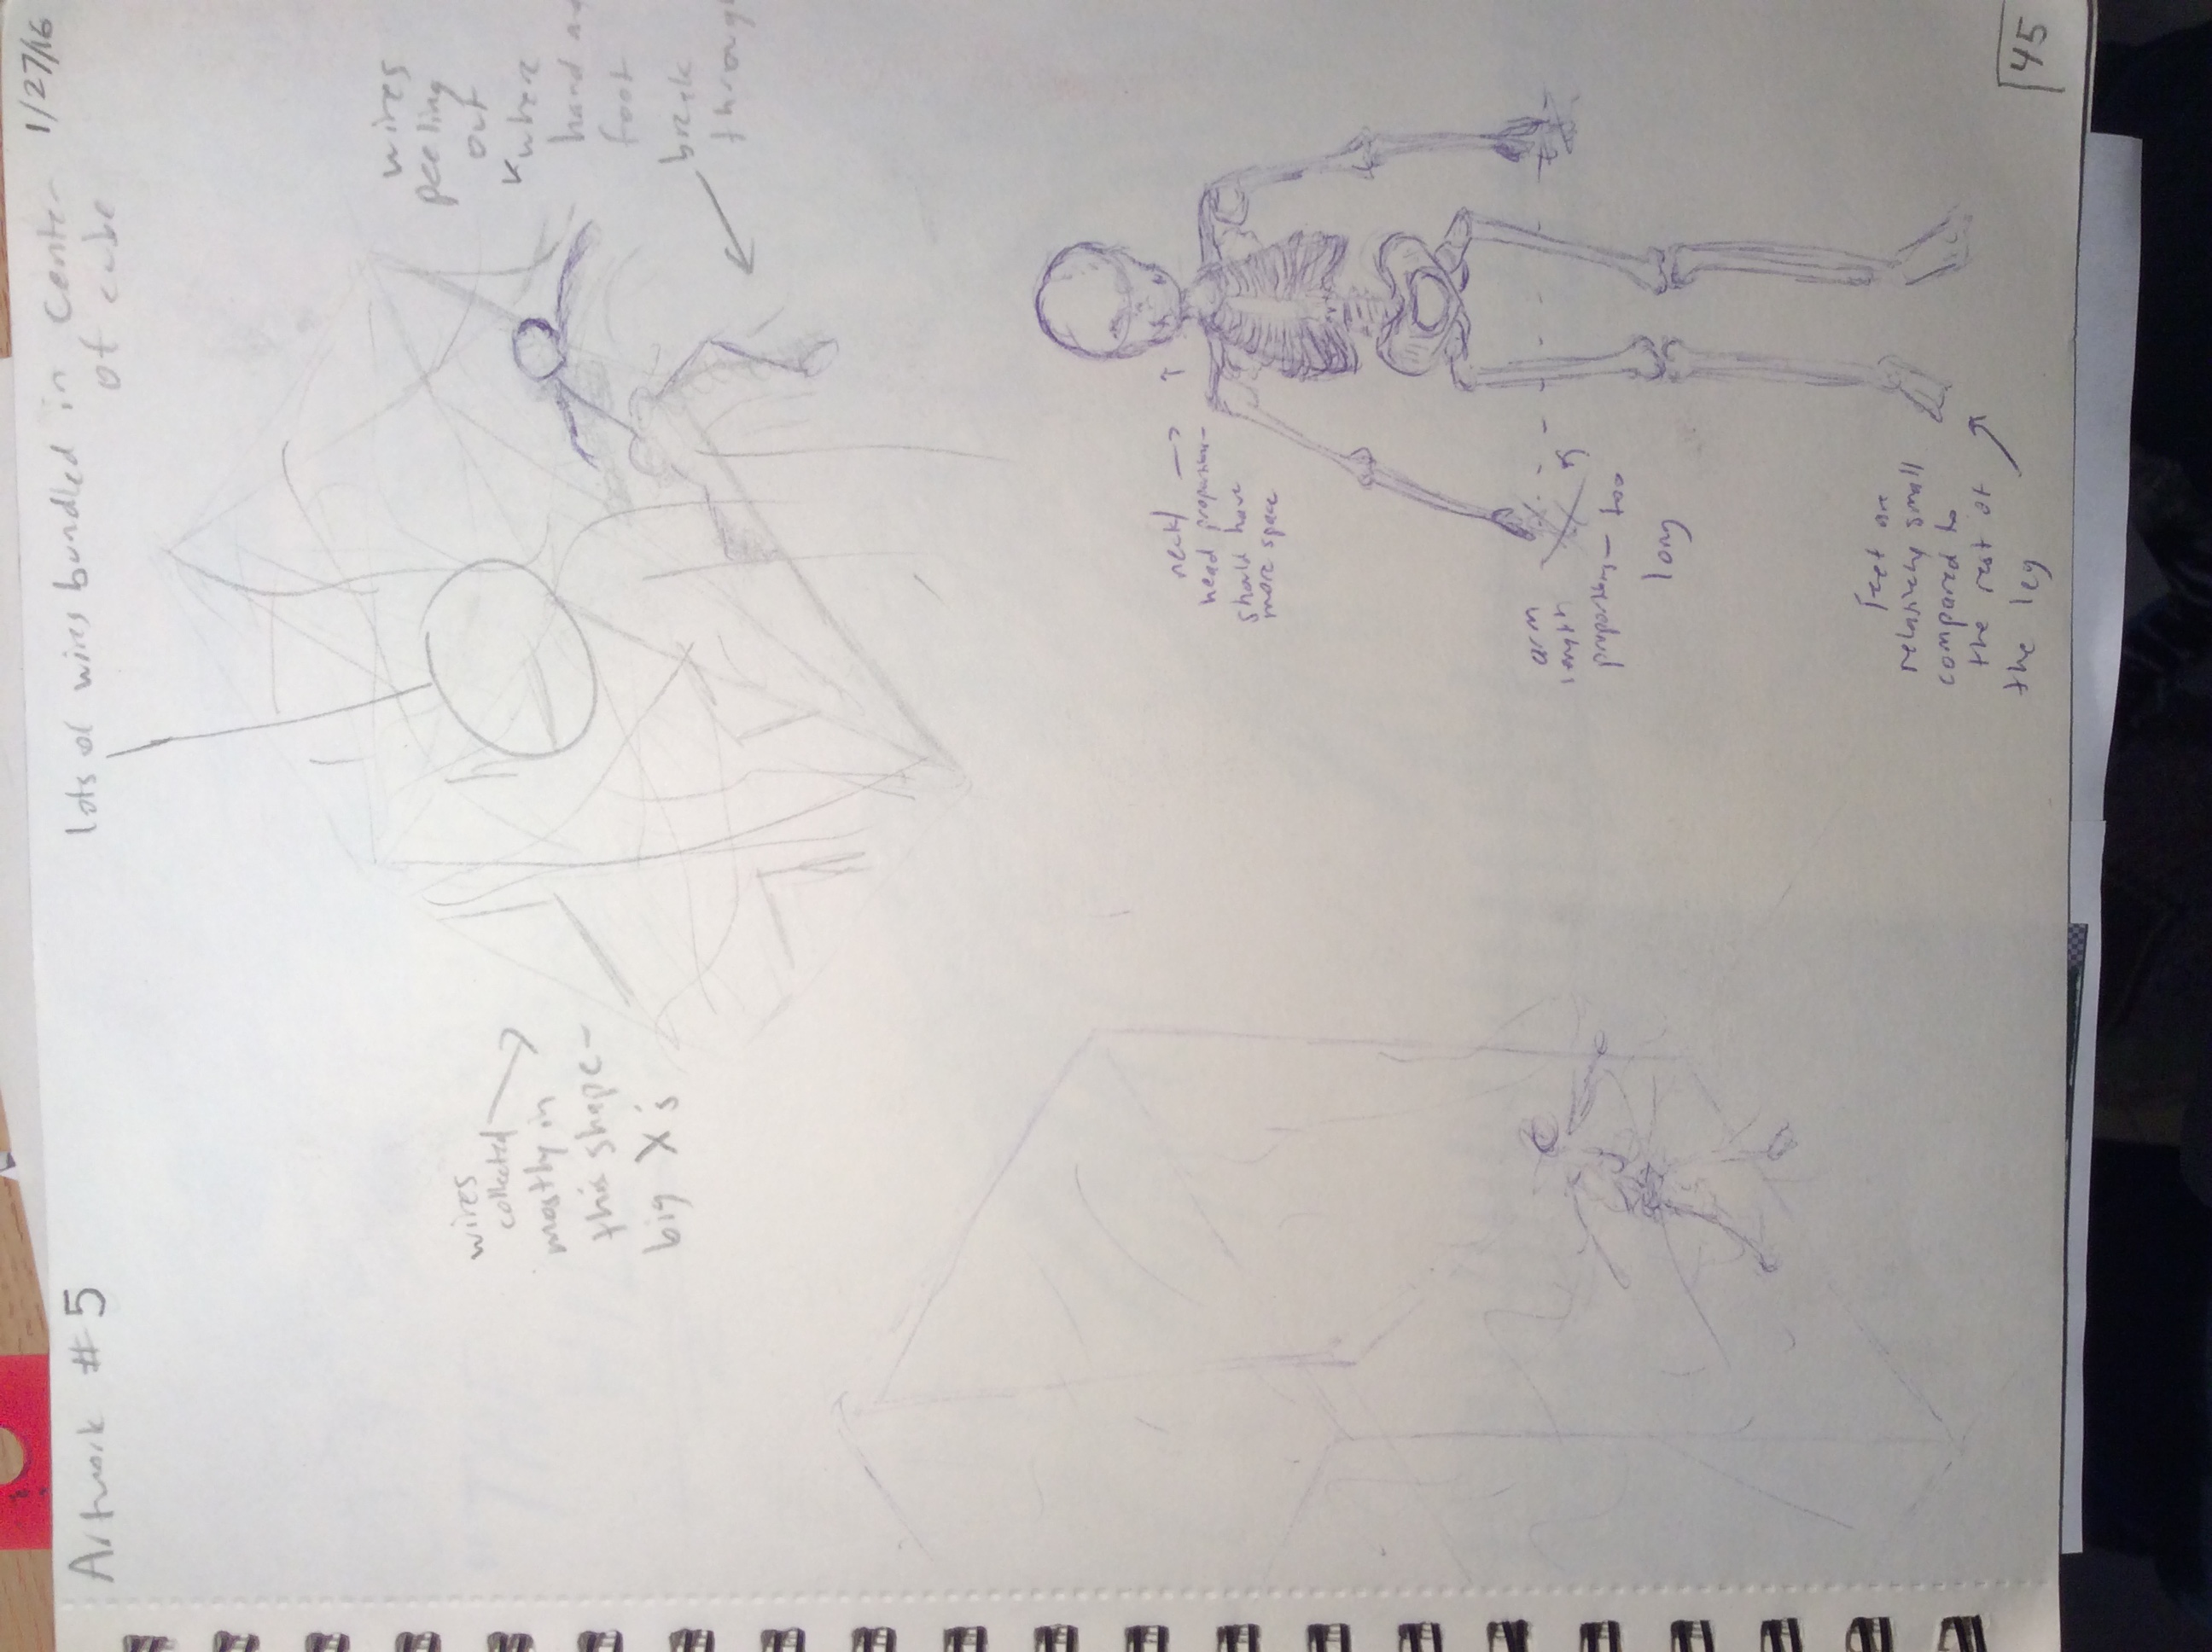 Artwork #5
1/27/16
Lots of wires bundled in center
of cube
wires
collected
mostly in
this shape-
big X's
wires
peeling
out
where
hand and
foot
break
through
neck/
head proportion-
should have
more space
arm
length
proportion - too
long
feet are
relatively small
compared to
the rest of
the leg
45